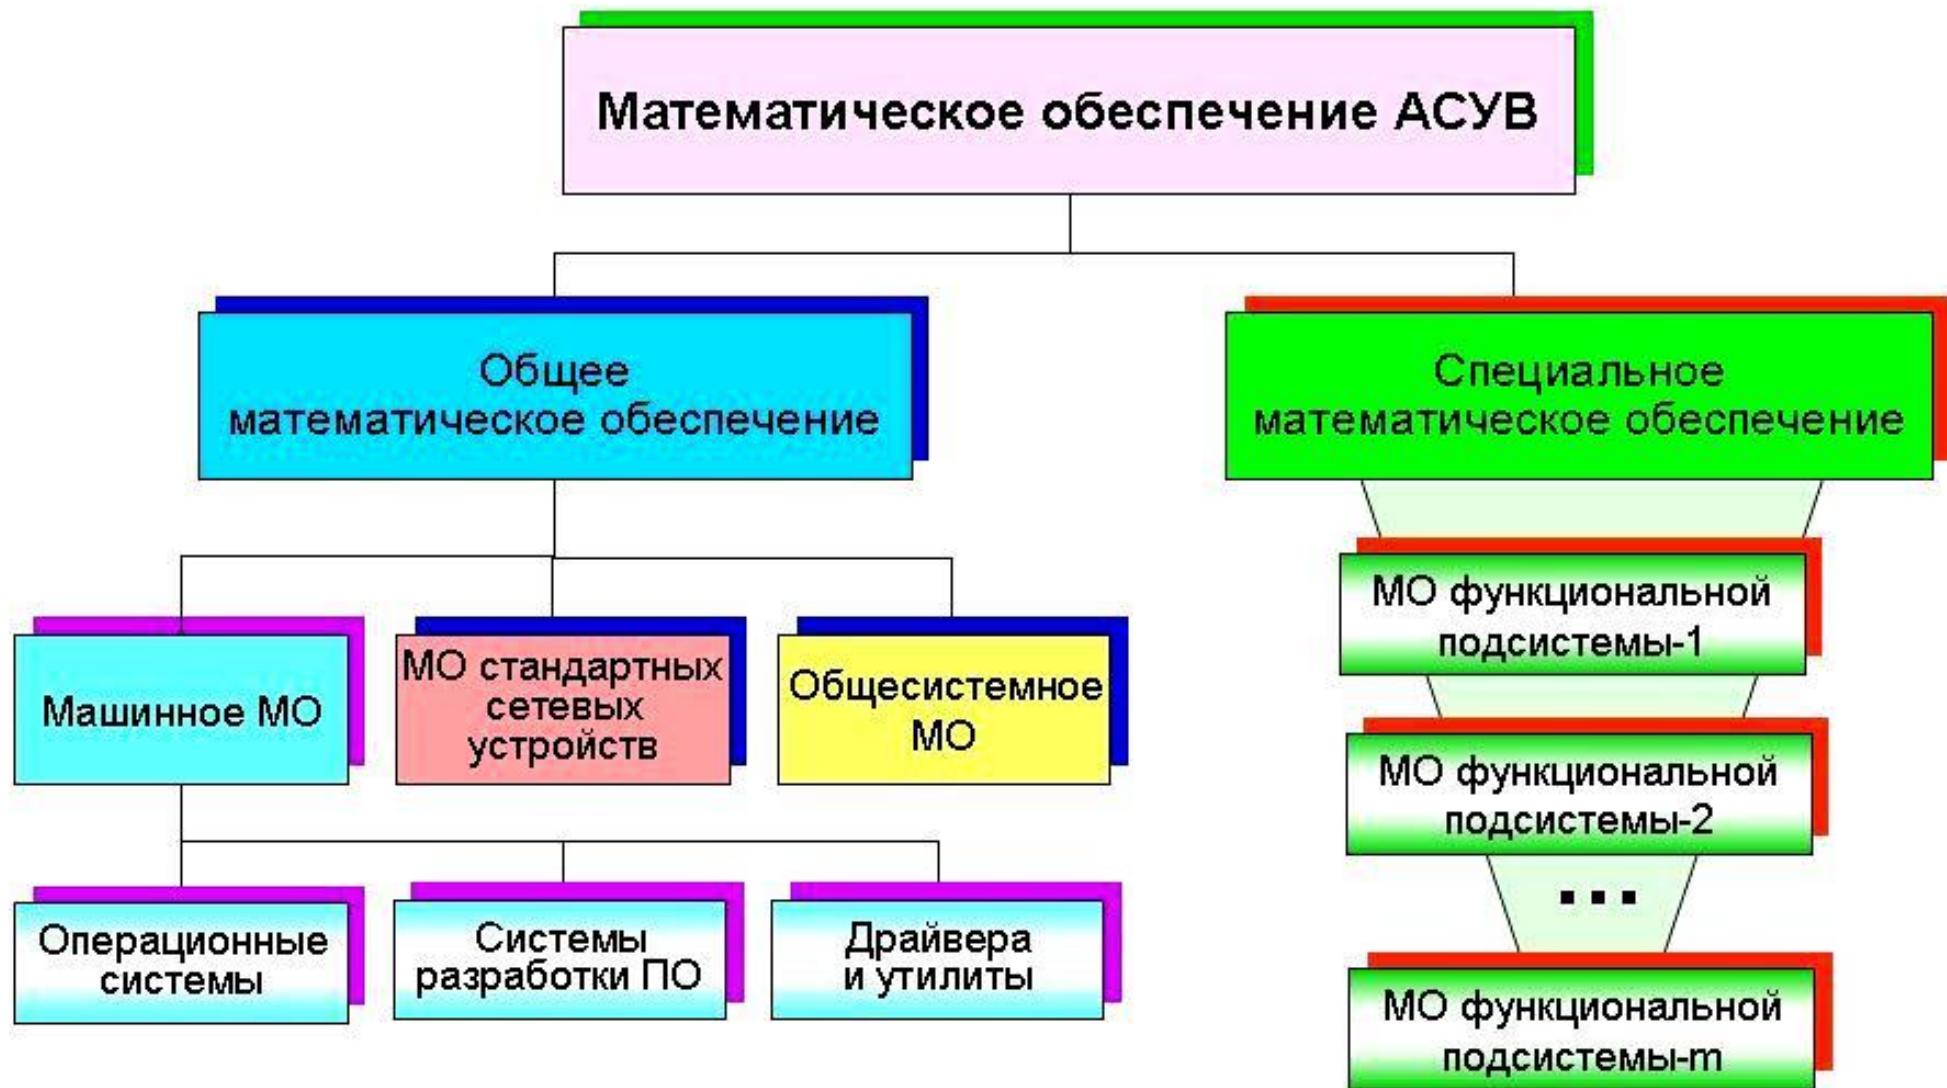 Математическое обеспечение АСУВ
Общее
математическое обеспечение
Специальное
математическое обеспечение
Машинное МО
МО стандартных
сетевых
устройств
Общесистемное
МО
Операционные
системы
Системы
разработки ПО
Драйвера
и утилиты
МО функциональной
подсистемы-1
МО функциональной
подсистемы-2
...
МО функциональной
подсистемы-m